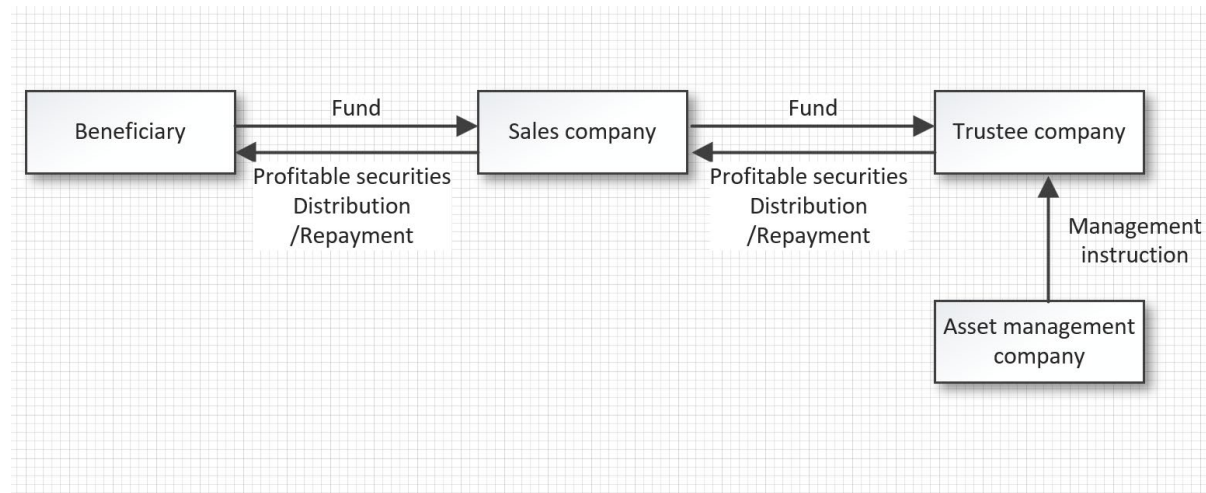 Beneficiary
Fund
Sales company
Fund
Trustee company
Profitable securities
Distribution
/Repayment
Profitable securities
Distribution
/Repayment
Management
instruction
Asset management
company